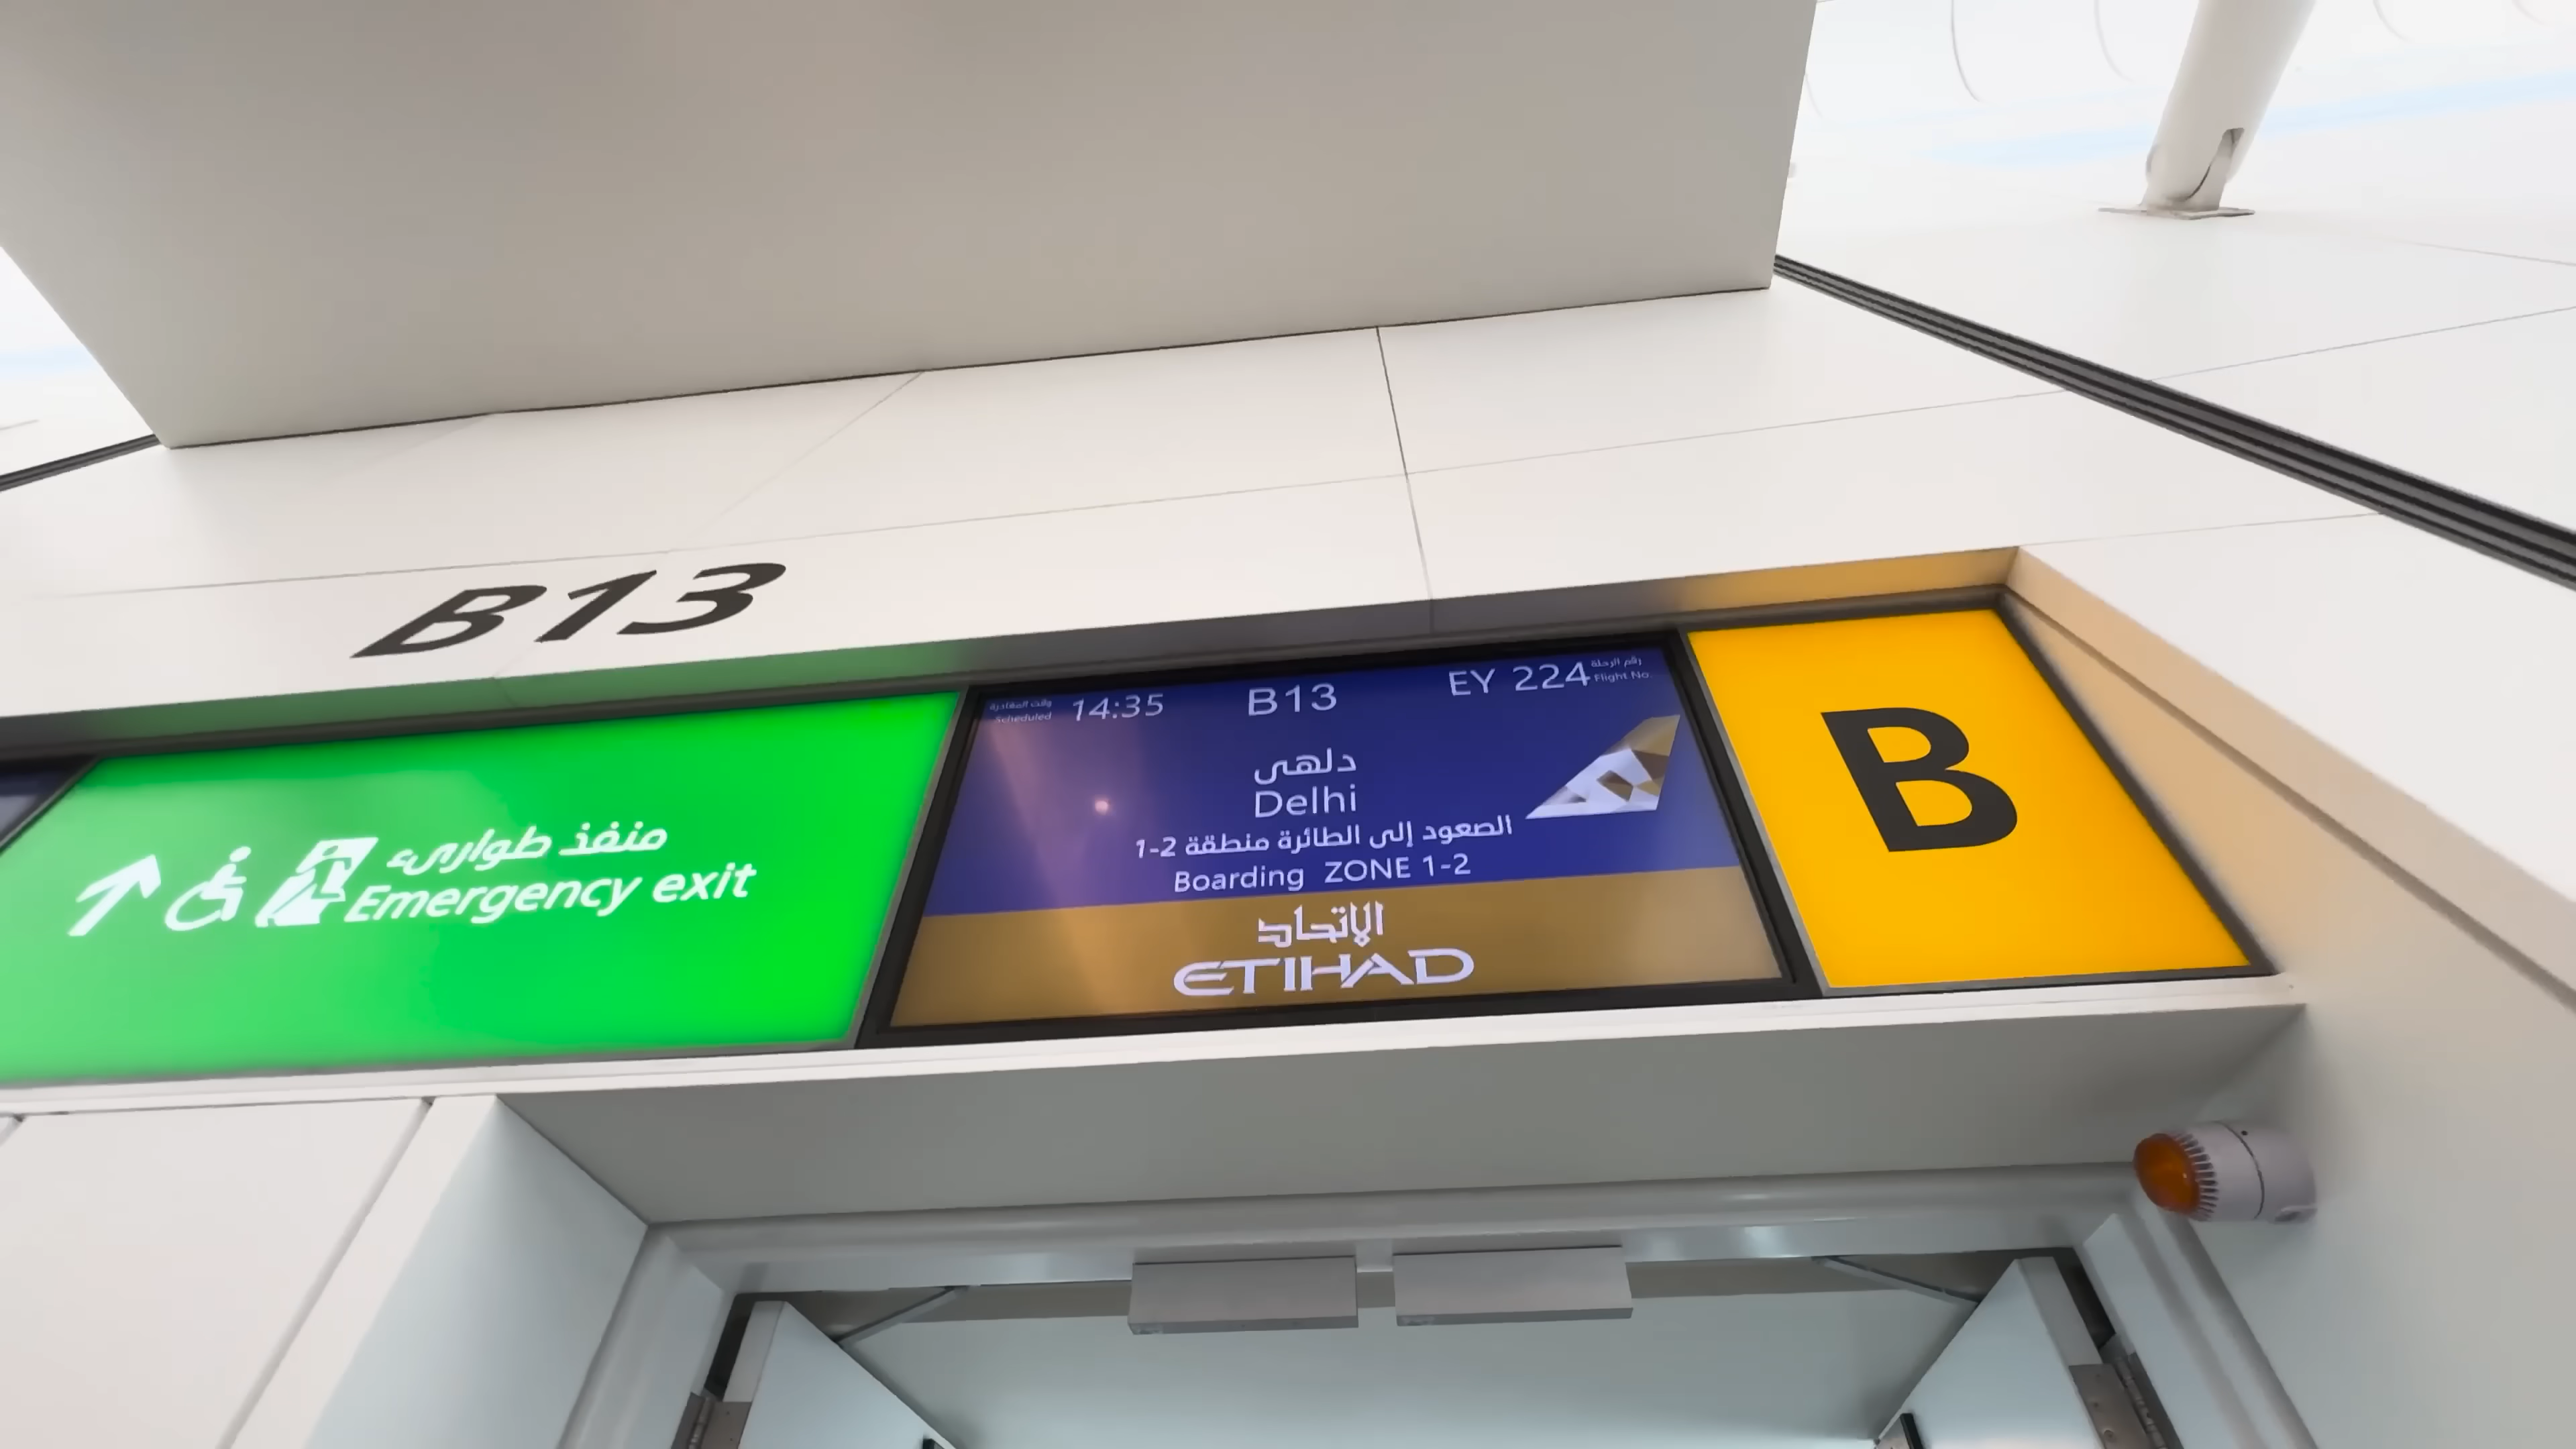 B13
منفذ طوارئ
Emergency exit
وقت المغادرة
Scheduled
14:35
B13
EY 224
رقم الرحلة
Flight No.
دلهي
Delhi
الصعود إلى الطائرة منطقة 2-1
Boarding ZONE 1-2
الإتحاد
ETIHAD
B